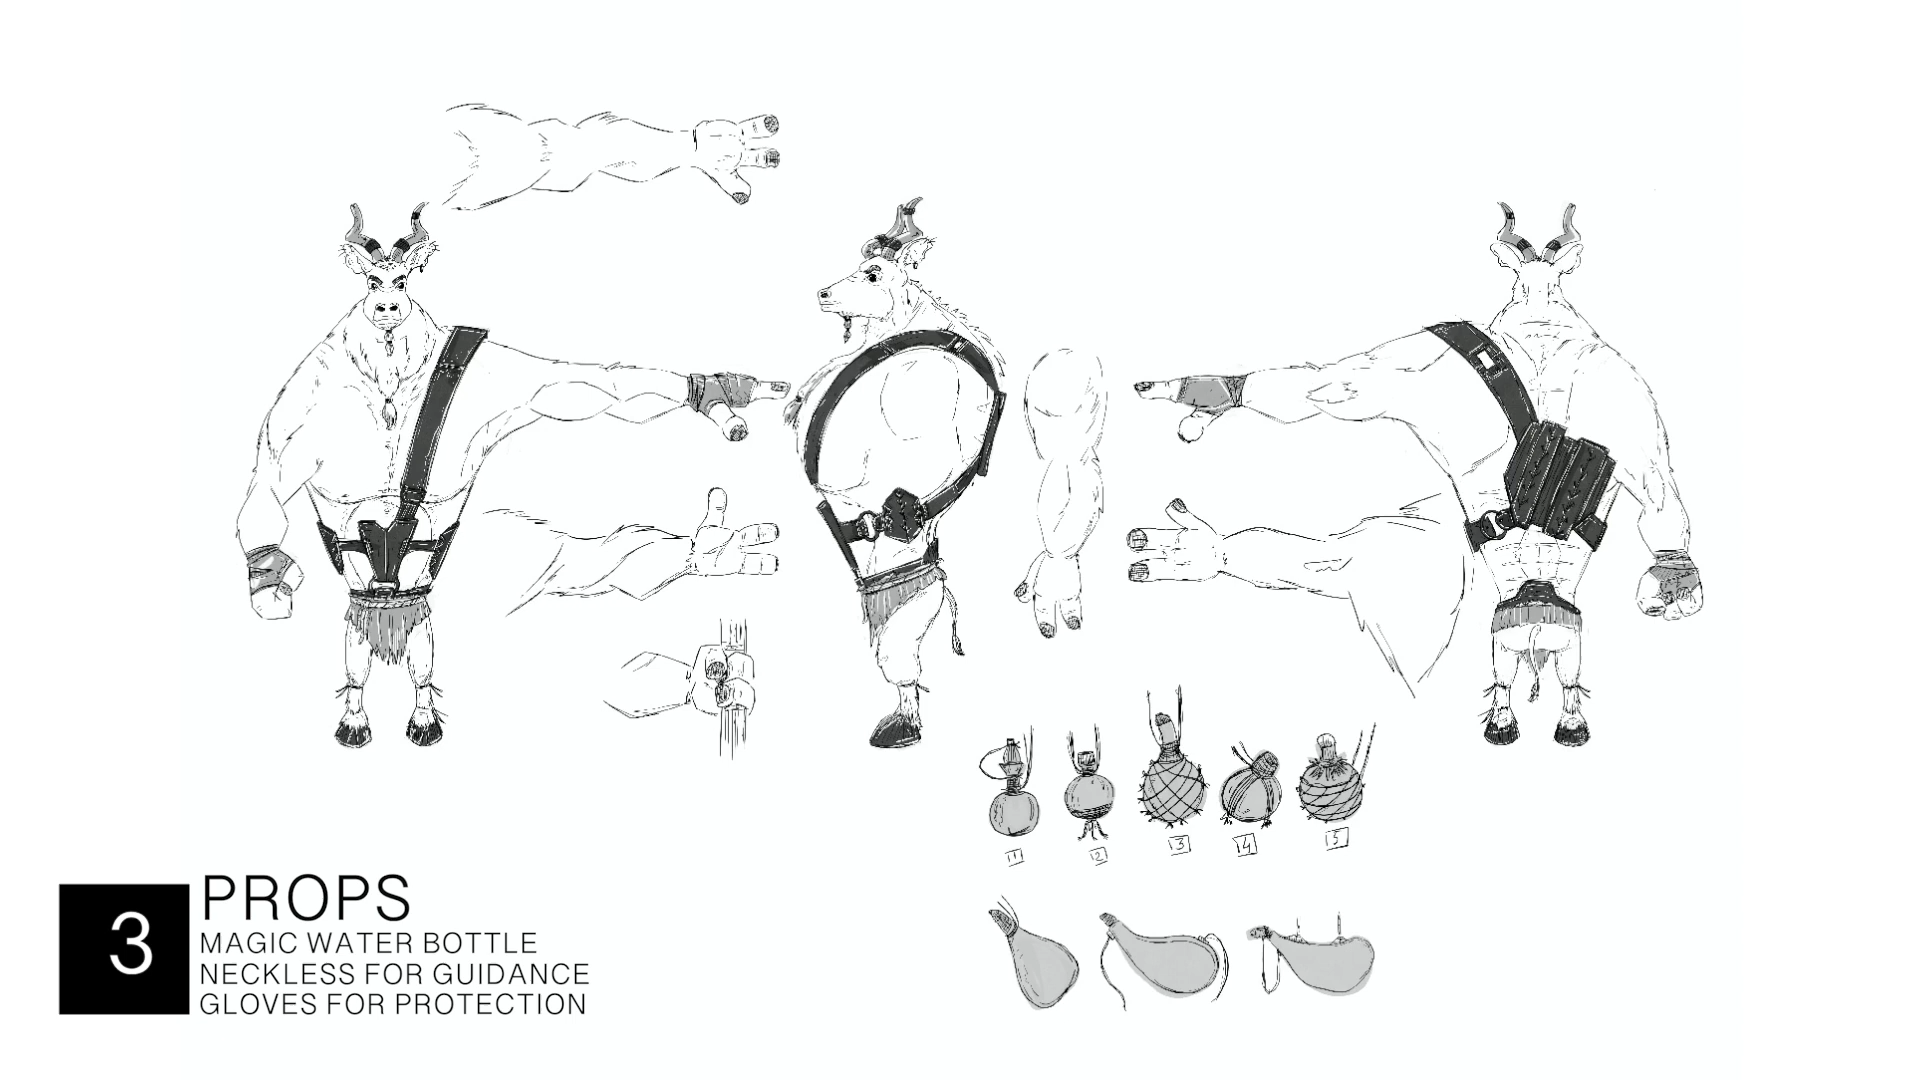 1
2
3
4
5
3
PROPS
MAGIC WATER BOTTLE
NECKLESS FOR GUIDANCE
GLOVES FOR PROTECTION